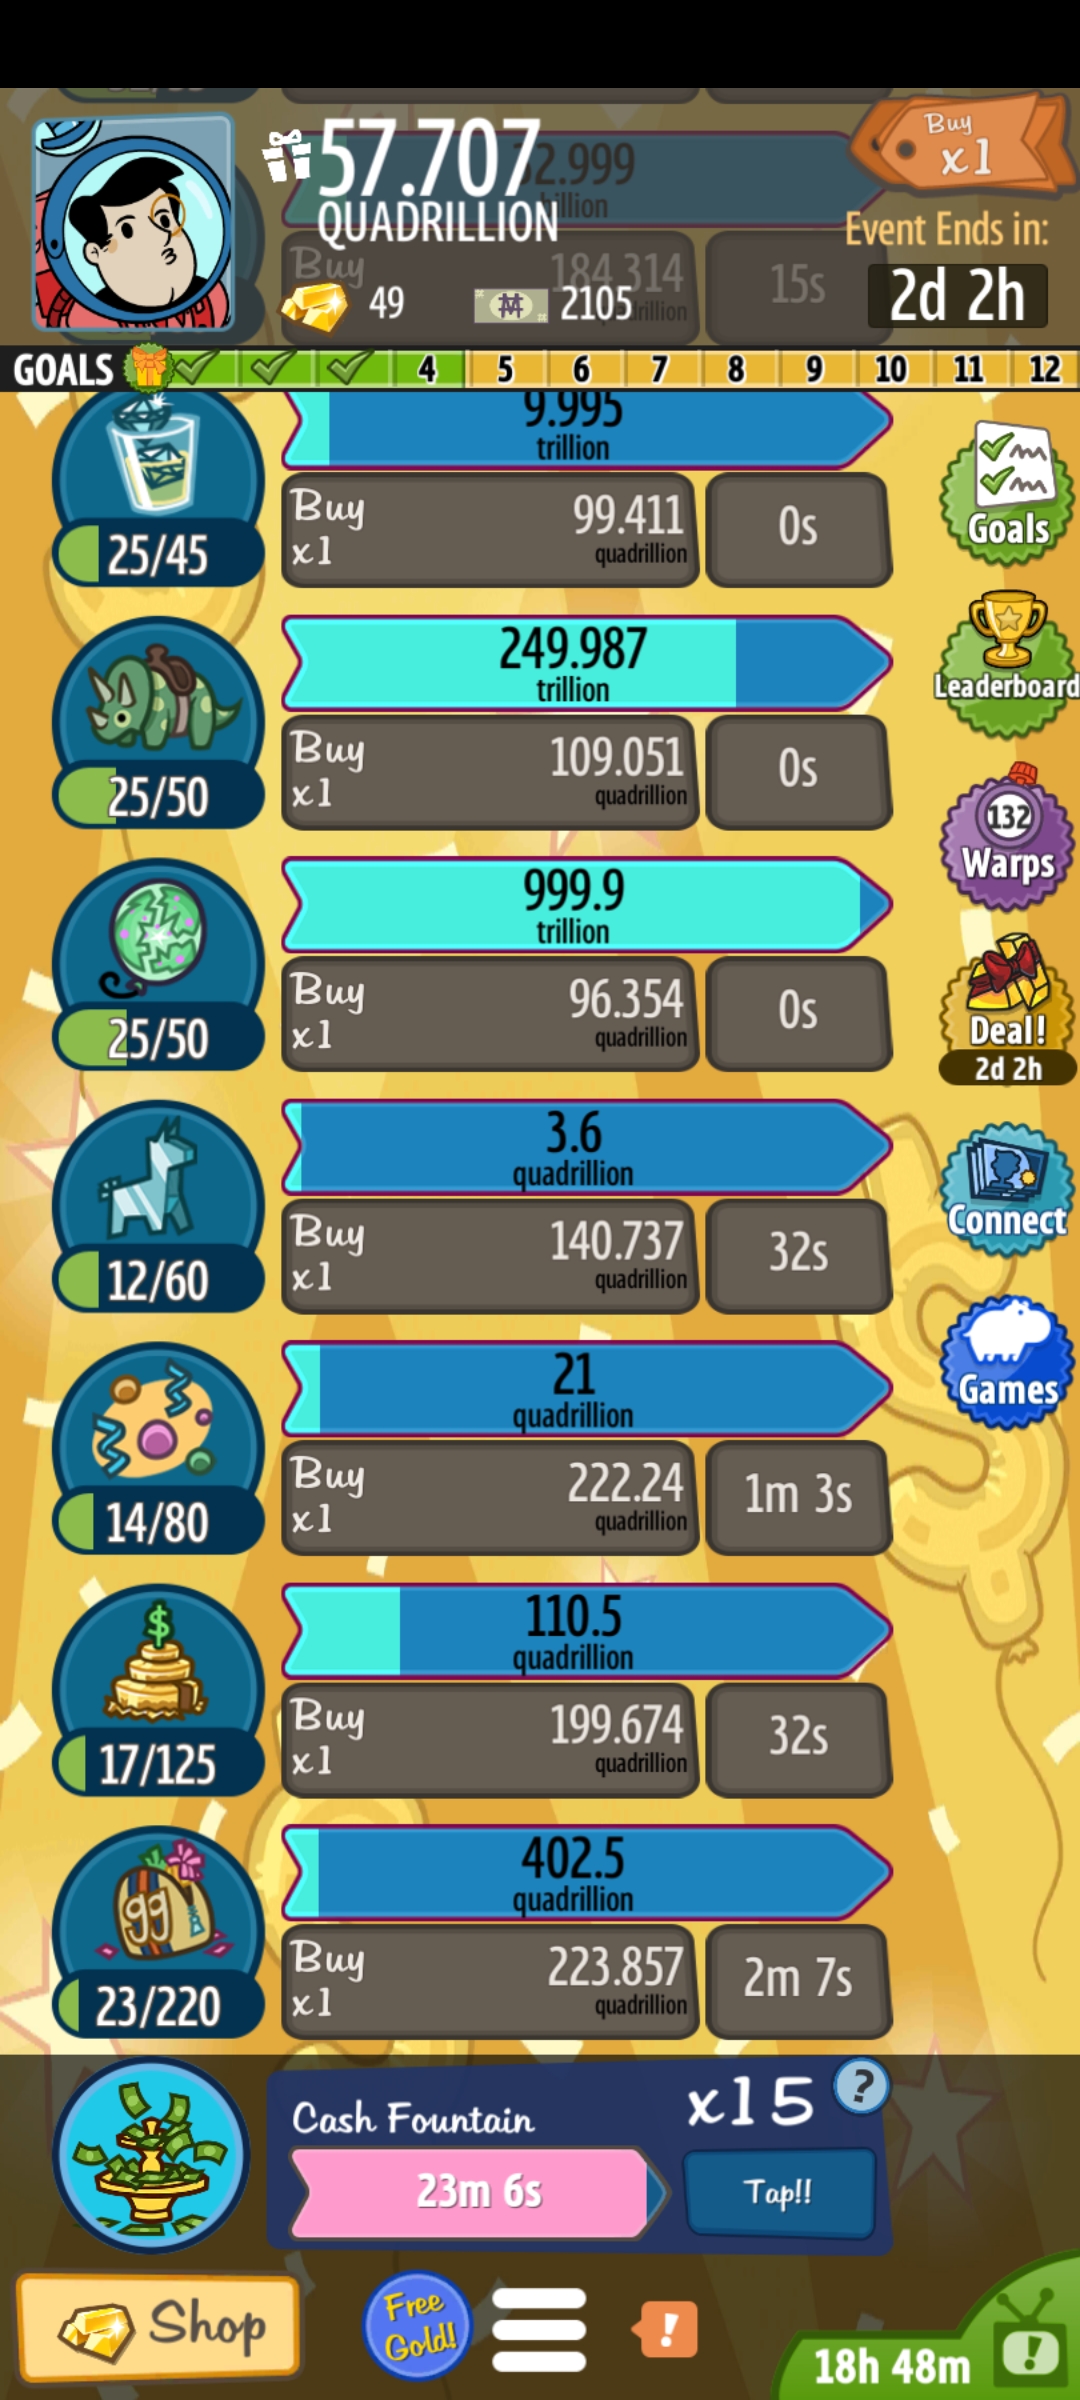 57.707
QUADRILLION
Buy
x1
Event Ends in:
2d 2h
49
2105
184.314
15s
GOALS
4 5 6 7 8 9 10 11 12
9.995
trillion
25/45
Buy
x1
99.411
quadrillion
0s
Goals
249.987
trillion
25/50
Buy
x1
109.051
quadrillion
0s
Leaderboard
132
Warps
999.9
trillion
25/50
Buy
x1
96.354
quadrillion
0s
Deal!
2d 2h
3.6
quadrillion
12/60
Buy
x1
140.737
quadrillion
32s
Connect
21
quadrillion
14/80
Buy
x1
222.24
quadrillion
1m 3s
Games
$
110.5
quadrillion
17/125
Buy
x1
199.674
quadrillion
32s
99
402.5
quadrillion
23/220
Buy
x1
223.857
quadrillion
2m 7s
Cash Fountain
x15
?
23m 6s
Tap!!
Shop
Free
Gold!
!
18h 48m
!